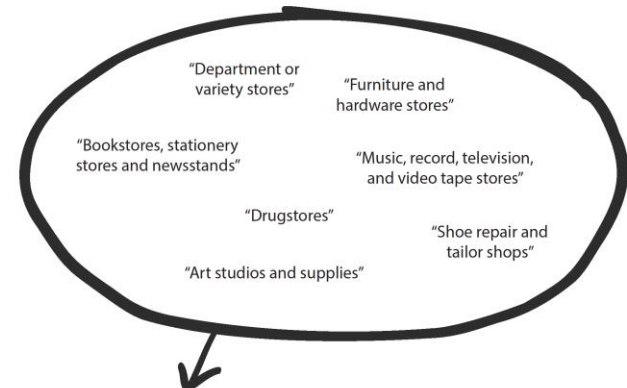 “Department or
variety stores”
“Furniture and
hardware stores”
“Bookstores, stationery
stores and newsstands”
“Music, record, television,
and video tape stores”
“Drugstores”
“Shoe repair and
tailor shops”
“Art studios and supplies”